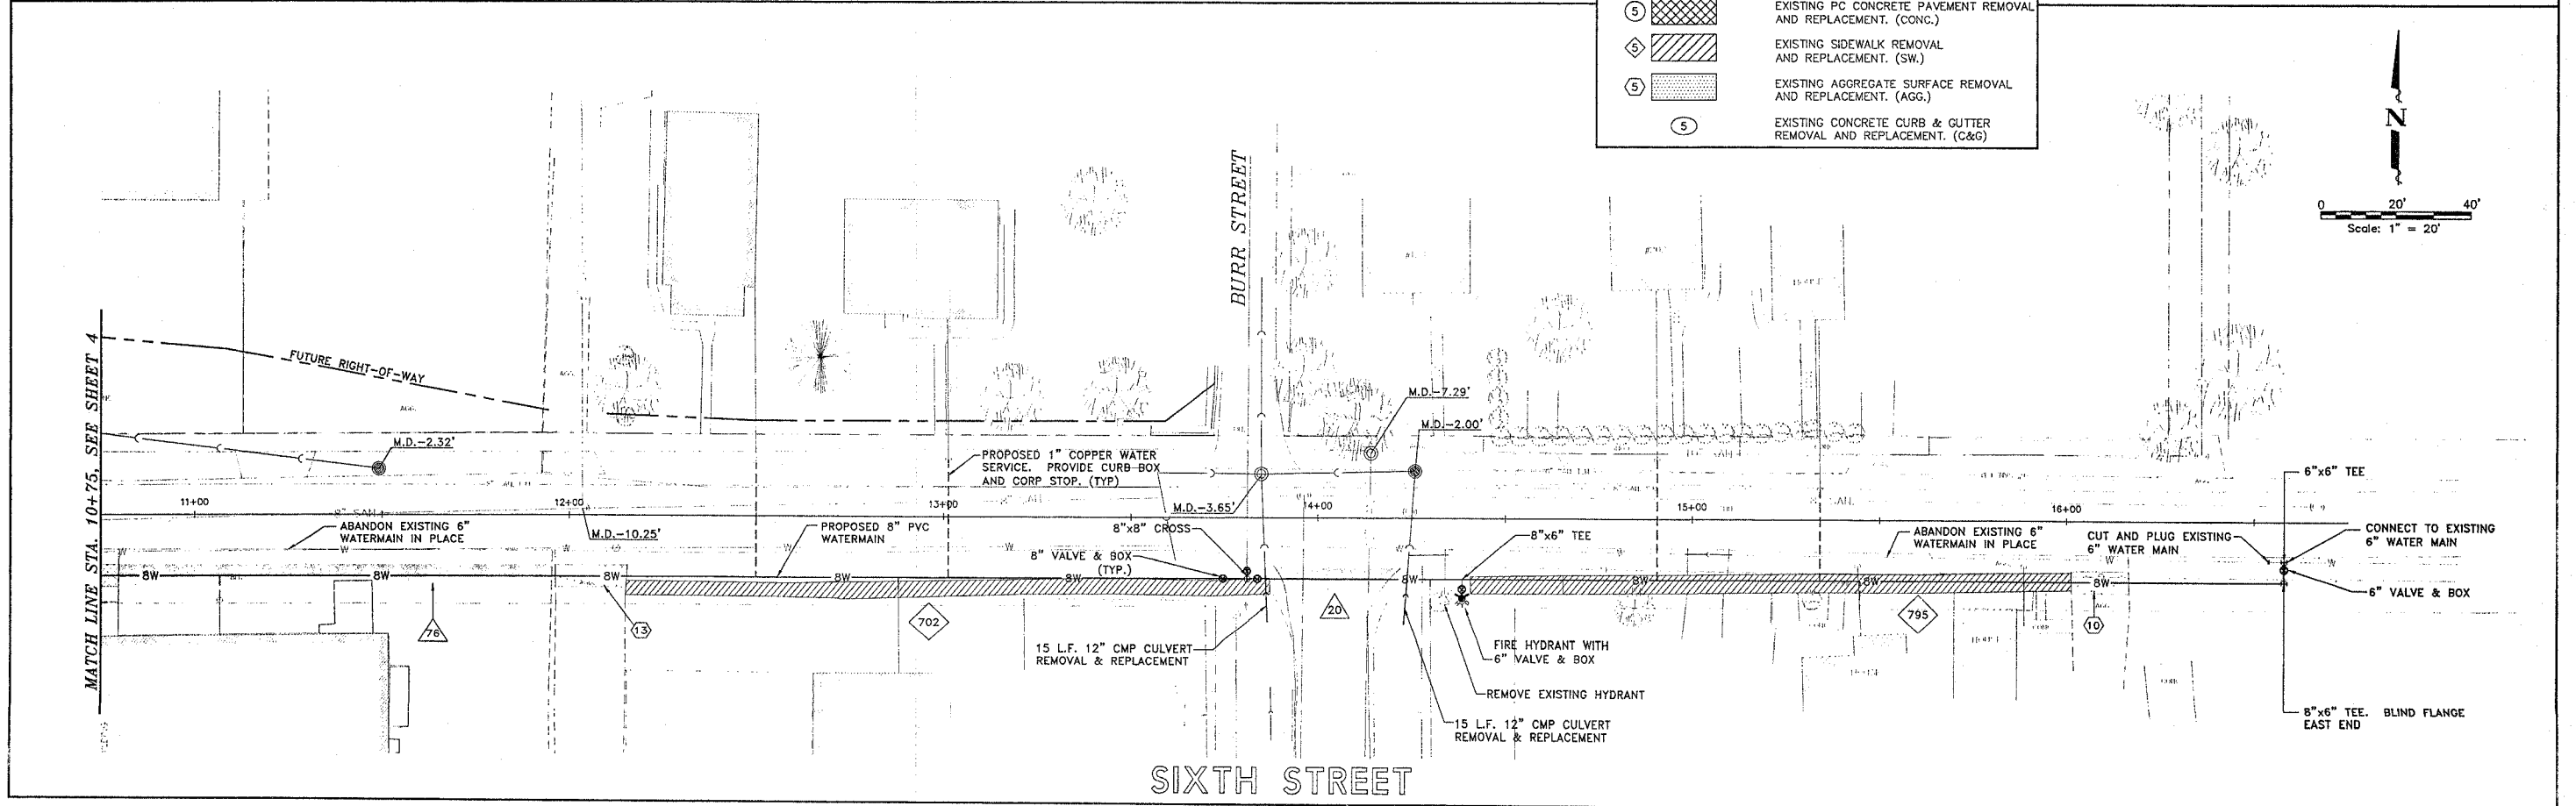 5
EXISTING PC CONCRETE PAVEMENT REMOVAL
AND REPLACEMENT. (CONC.)
5
EXISTING SIDEWALK REMOVAL
AND REPLACEMENT. (SW.)
5
EXISTING AGGREGATE SURFACE REMOVAL
AND REPLACEMENT. (AGG.)
5
EXISTING CONCRETE CURB & GUTTER
REMOVAL AND REPLACEMENT. (C&G)
N
0 20' 40'
Scale: 1" = 20'
BURR STREET
MATCH LINE STA. 10+75, SEE SHEET 4
FUTURE RIGHT-OF-WAY
AGG.
AGG.
M.D.-2.32'
M.D.-7.29'
M.D.-2.00'
PROPOSED 1" COPPER WATER
SERVICE. PROVIDE CURB BOX
AND CORP STOP. (TYP)
M.D.-3.65'
11+00
12+00
13+00
14+00
15+00
16+00
8" SAN.
ABANDON EXISTING 6"
WATERMAIN IN PLACE
M.D.-10.25'
PROPOSED 8" PVC
WATERMAIN
8"x8" CROSS
8" VALVE & BOX
(TYP.)
8"x6" TEE
ABANDON EXISTING 6"
WATERMAIN IN PLACE
CUT AND PLUG EXISTING
6" WATER MAIN
6"x6" TEE
CONNECT TO EXISTING
6" WATER MAIN
6" VALVE & BOX
8W
8W
8W
8W
8W
8W
8W
8W
76
13
702
20
795
10
15 L.F. 12" CMP CULVERT
REMOVAL & REPLACEMENT
FIRE HYDRANT WITH
6" VALVE & BOX
REMOVE EXISTING HYDRANT
15 L.F. 12" CMP CULVERT
REMOVAL & REPLACEMENT
8"x6" TEE. BLIND FLANGE
EAST END
SIXTH STREET